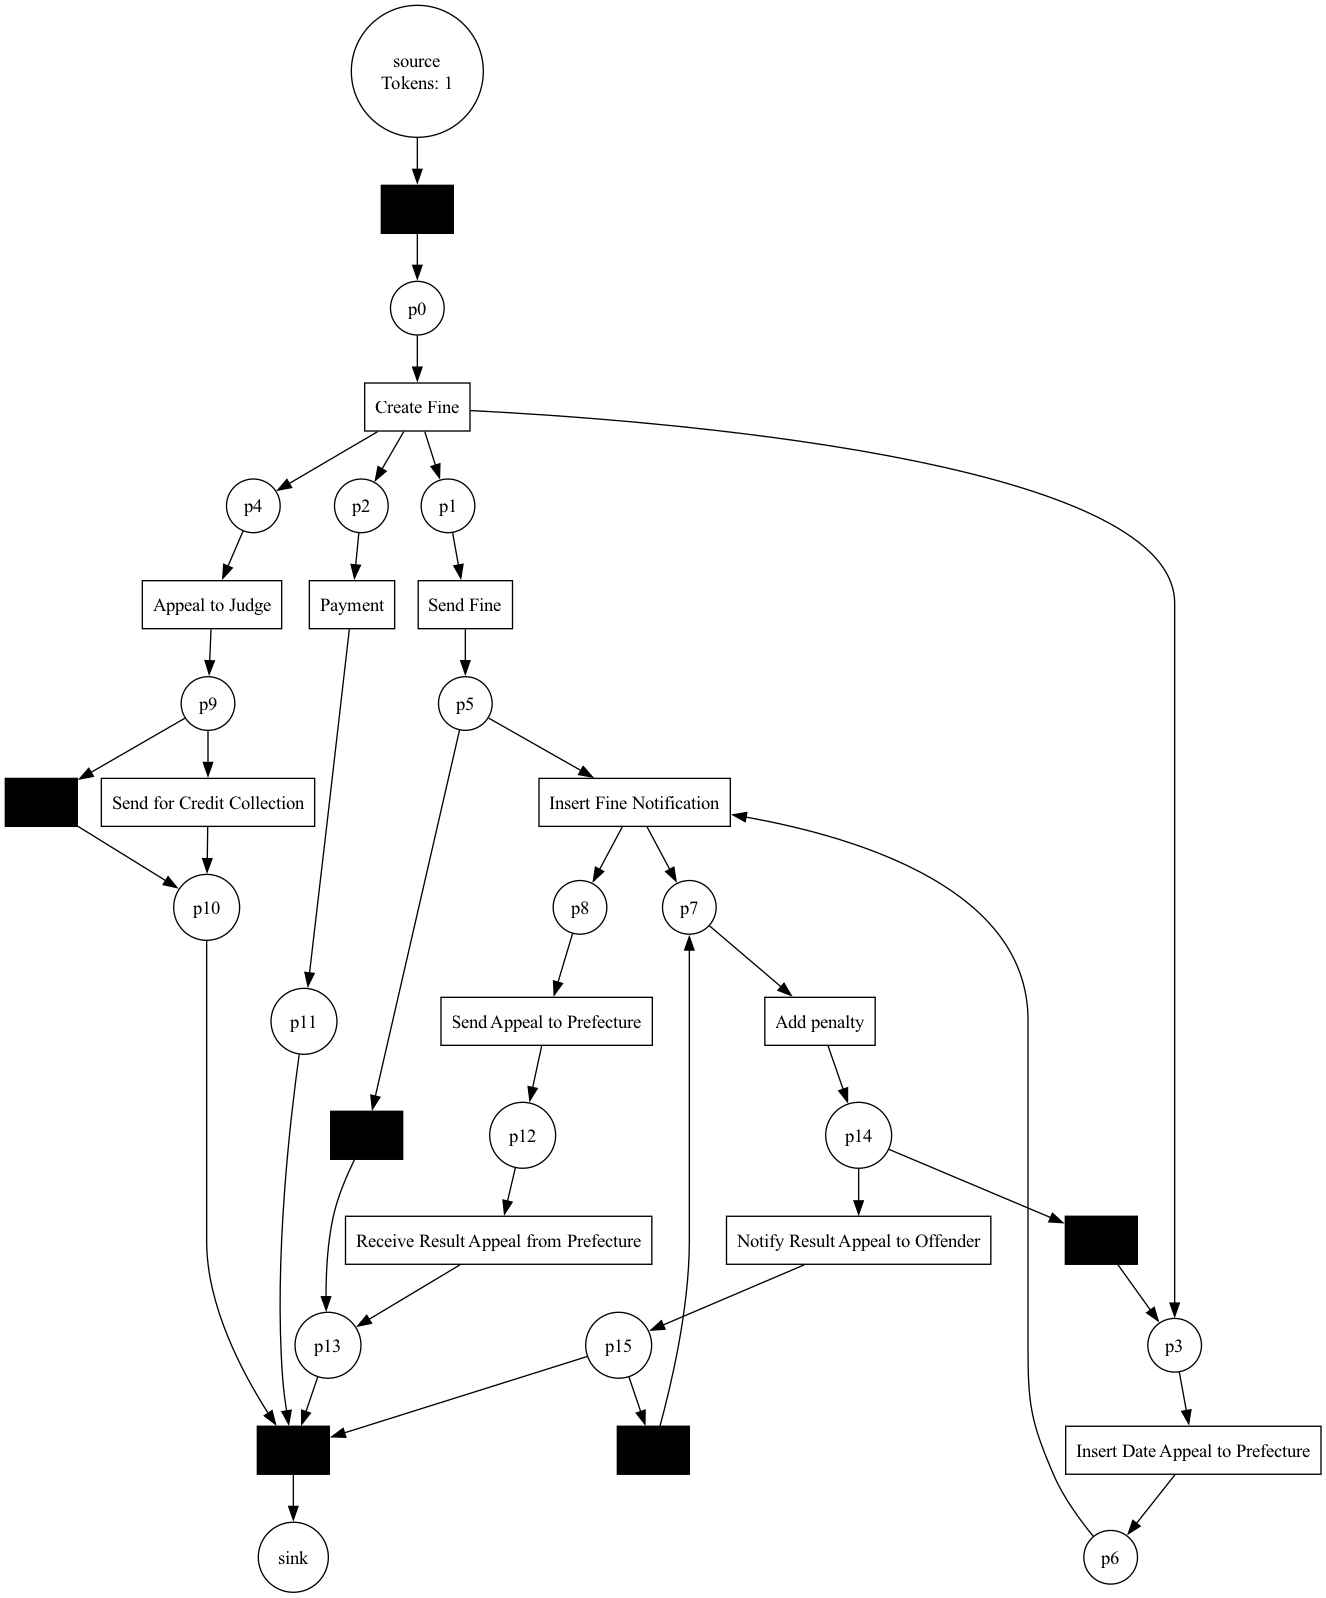 source
Tokens: 1
p0
Create Fine
p4
p2
p1
Appeal to Judge
Payment
Send Fine
p9
p5
Send for Credit Collection
Insert Fine Notification
p10
p8
p7
p11
Send Appeal to Prefecture
Add penalty
p12
p14
Receive Result Appeal from Prefecture
Notify Result Appeal to Offender
p13
p15
p3
Insert Date Appeal to Prefecture
sink
p6